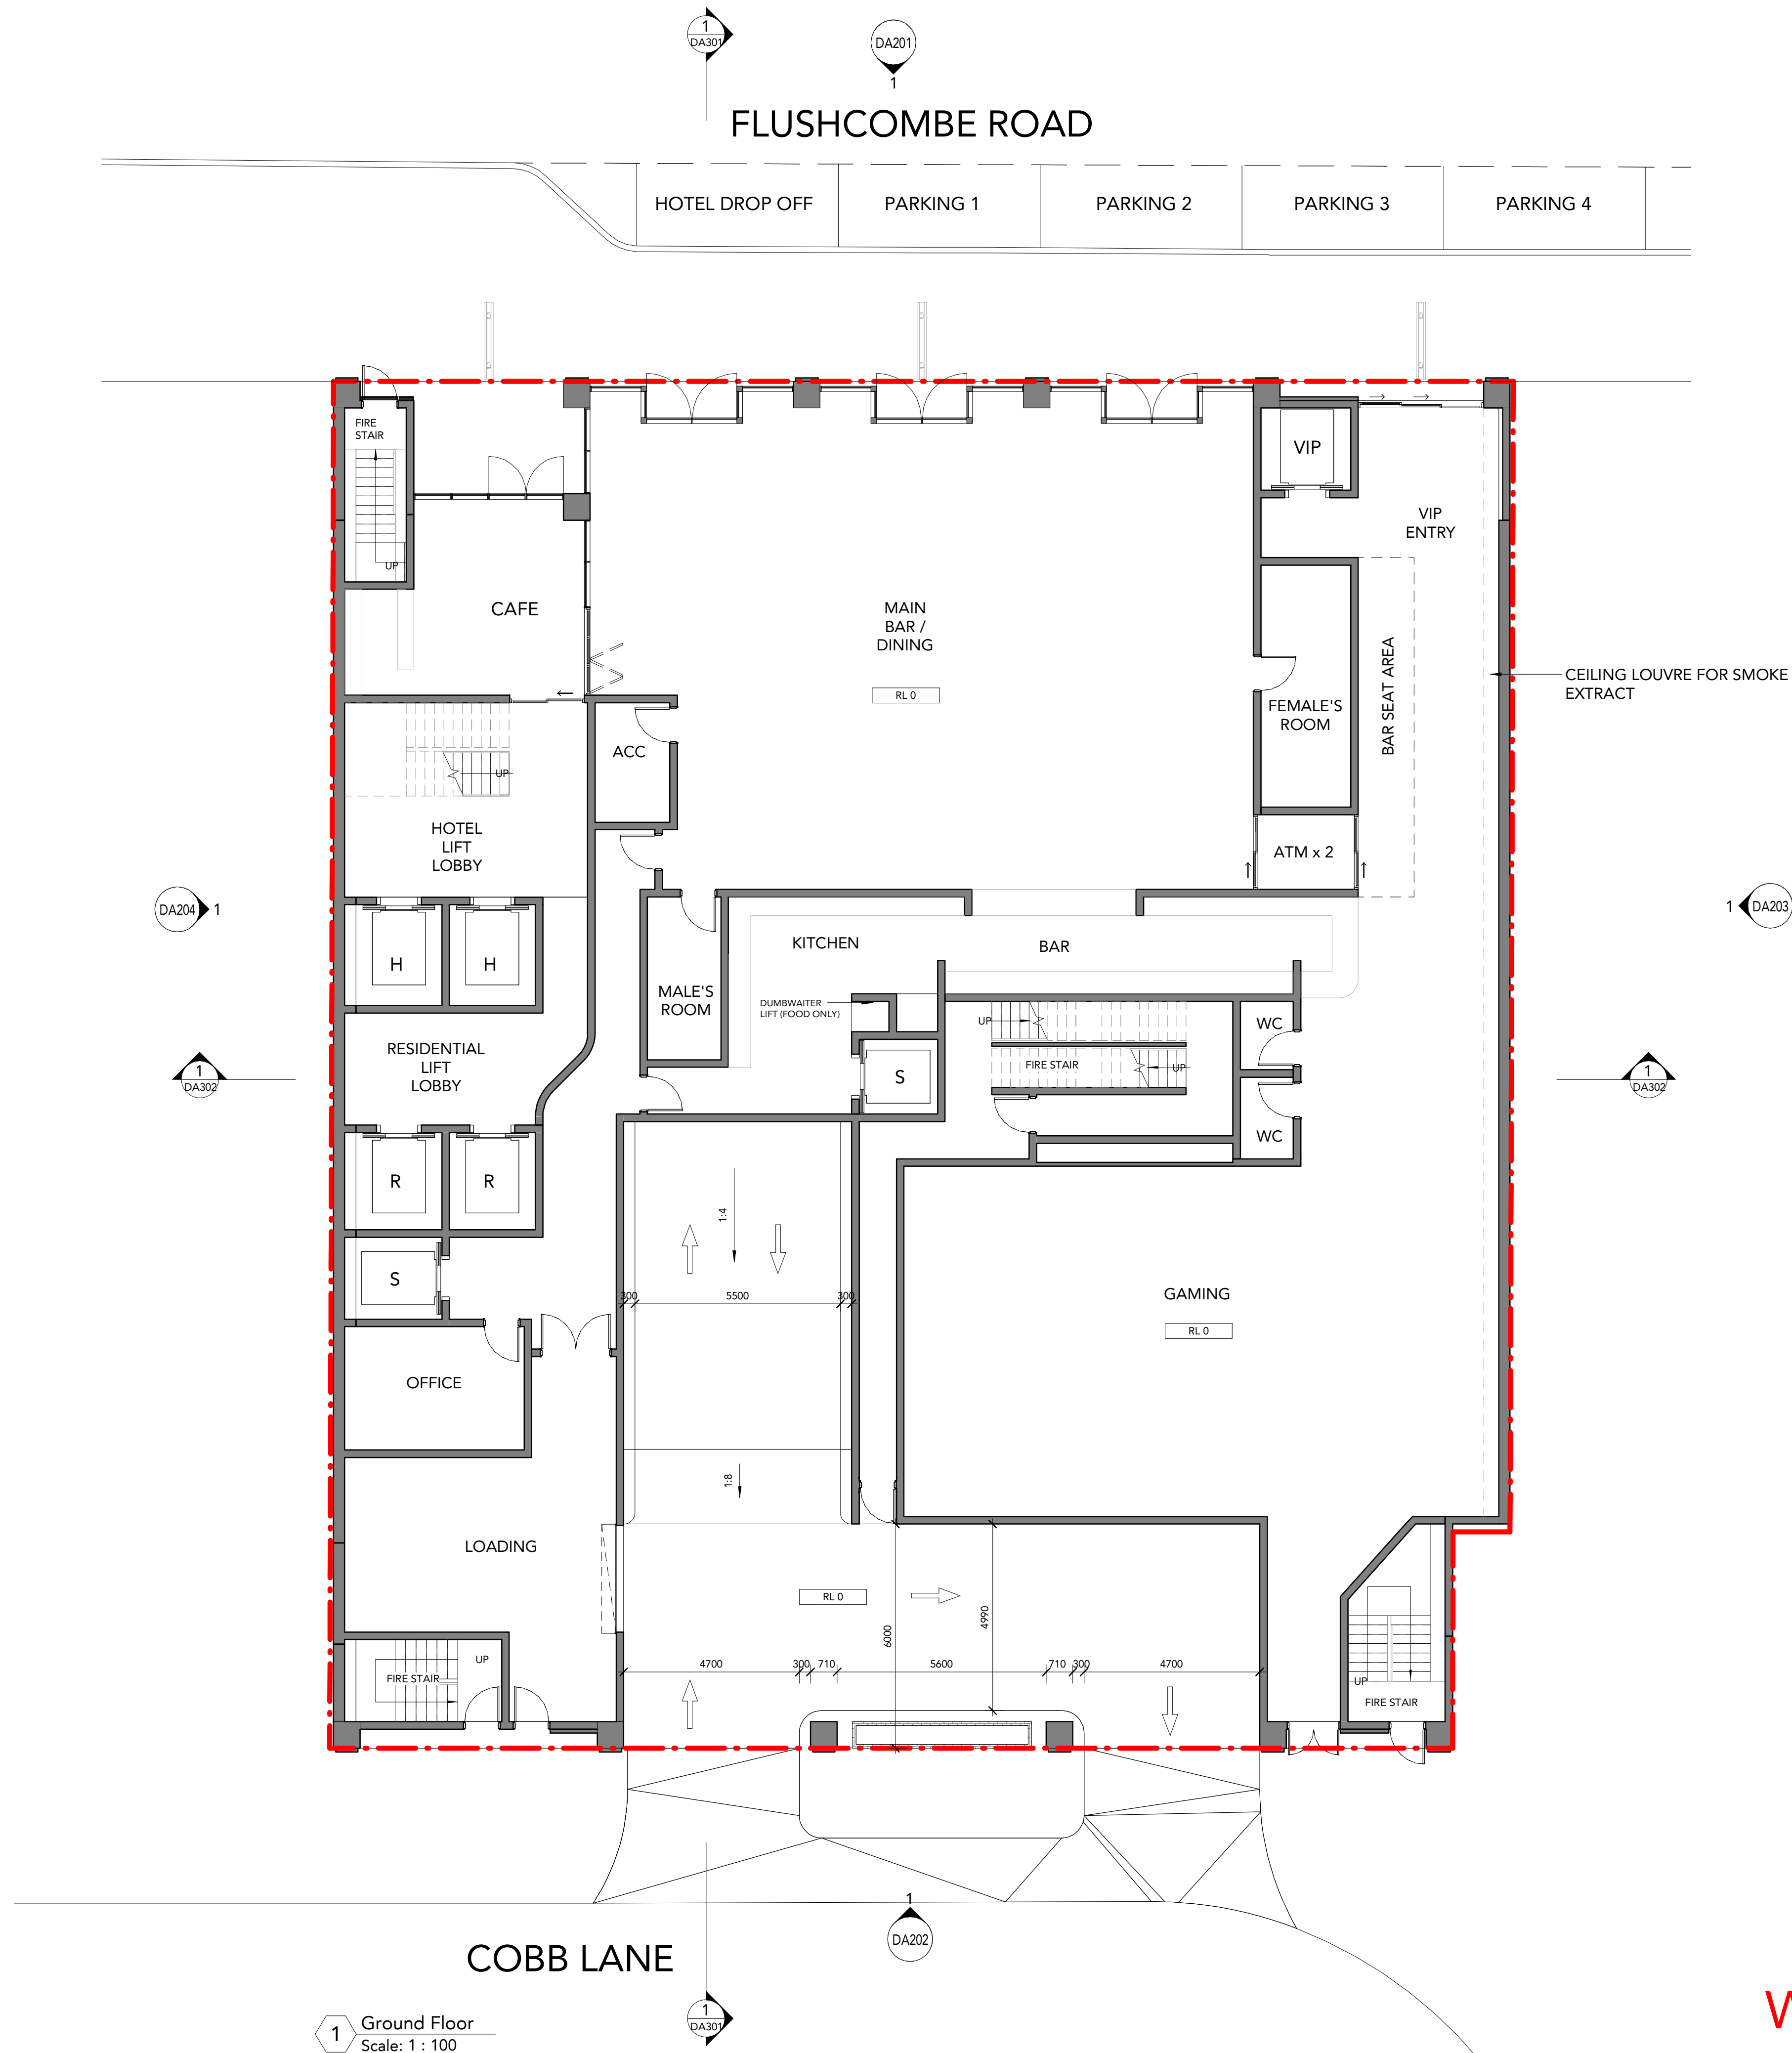 1
DA301
DA201
1
FLUSHCOMBE ROAD
HOTEL DROP OFF
PARKING 1
PARKING 2
PARKING 3
PARKING 4
FIRE
STAIR
UP
VIP
VIP
ENTRY
CAFE
MAIN
BAR /
DINING
RL 0
BAR SEAT AREA
CEILING LOUVRE FOR SMOKE
EXTRACT
FEMALE'S
ROOM
ACC
UP
HOTEL
LIFT
LOBBY
ATM x 2
DA204
1
1
DA203
H
H
KITCHEN
BAR
MALE'S
ROOM
DUMBWAITER
LIFT (FOOD ONLY)
UP
WC
RESIDENTIAL
LIFT
LOBBY
S
FIRE STAIR
UP
1
DA302
1
DA302
WC
R
R
1:4
S
300
5500
300
GAMING
RL 0
OFFICE
1:8
LOADING
RL 0
6000
4990
4700
300
710
5600
710
300
4700
UP
FIRE STAIR
UP
FIRE STAIR
1
DA202
COBB LANE
1
DA301
1
Ground Floor
Scale: 1 : 100